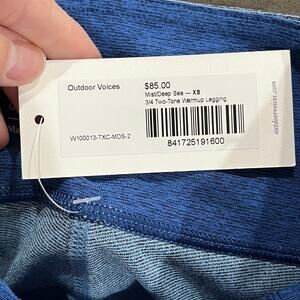 Outdoor Voices
$85.00
Mist/Deep Sea — XS
3/4 Two-Tone Warmup Legging
W100013-TXC-MDS-2
841725191600
outdoorvoices.com